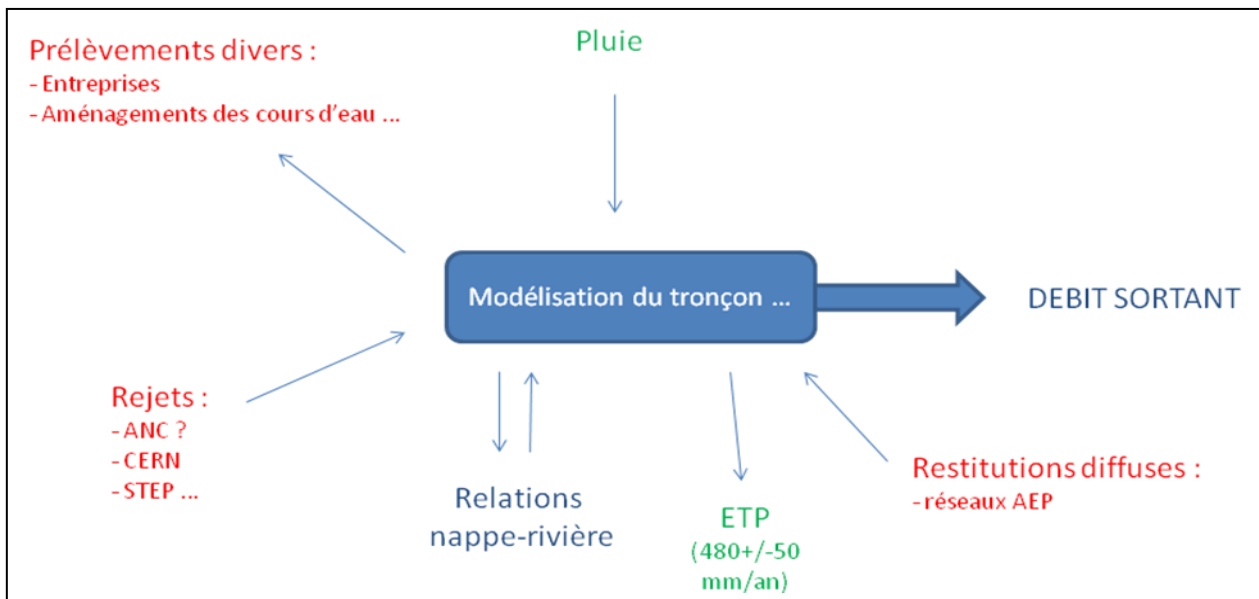 Prélèvements divers :
- Entreprises
- Aménagements des cours d'eau ...
Pluie
Modélisation du tronçon ...
DEBIT SORTANT
Rejets :
- ANC ?
- CERN
- STEP ...
Relations
nappe-rivière
ETP
(480+/-50
mm/an)
Restitutions diffuses :
- réseaux AEP